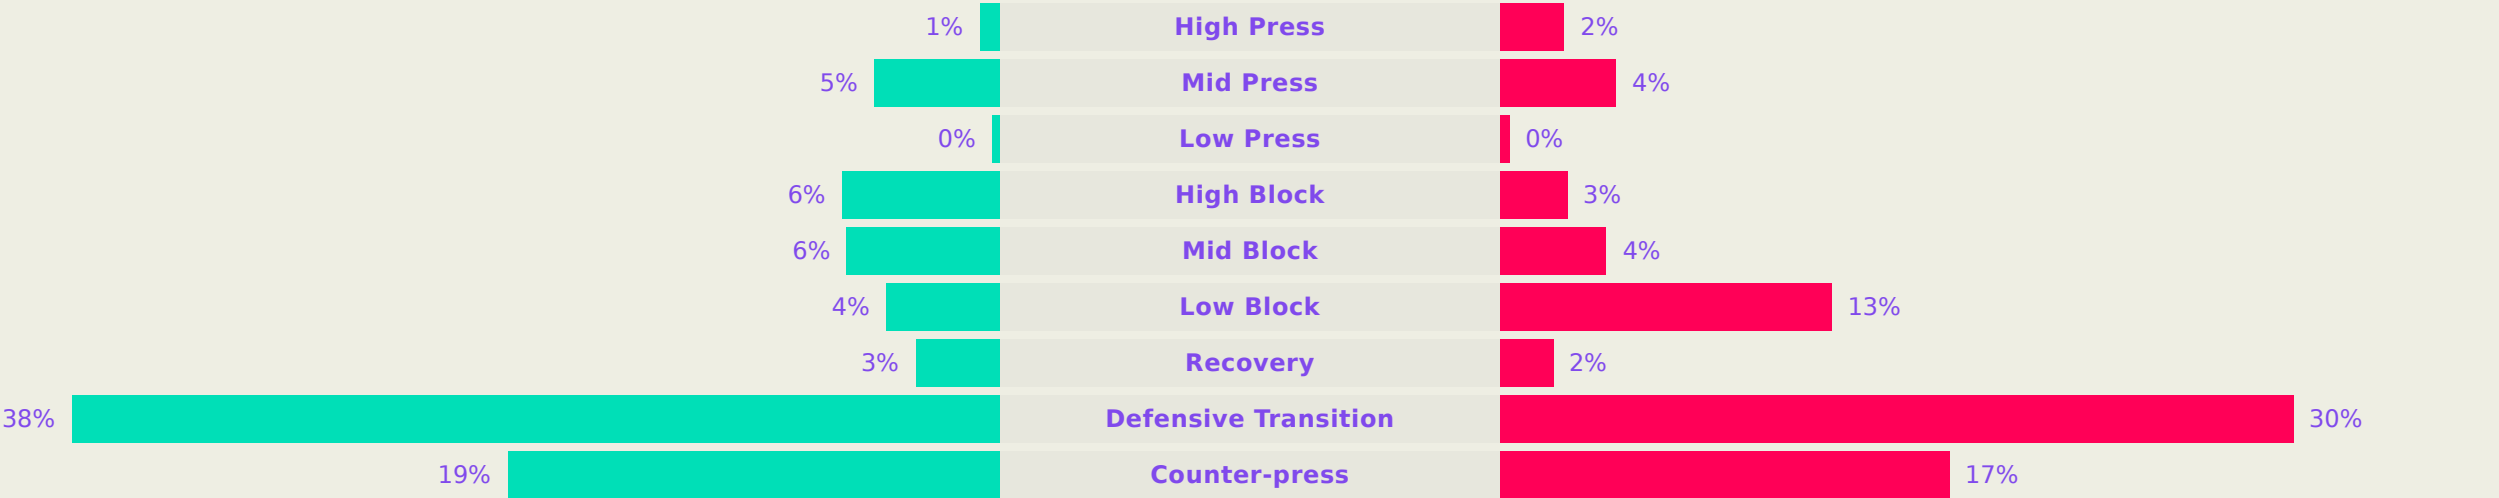 1% High Press 2%
5% Mid Press 4%
0% Low Press 0%
6% High Block 3%
6% Mid Block 4%
4% Low Block 13%
3% Recovery 2%
38% Defensive Transition 30%
19% Counter-press 17%